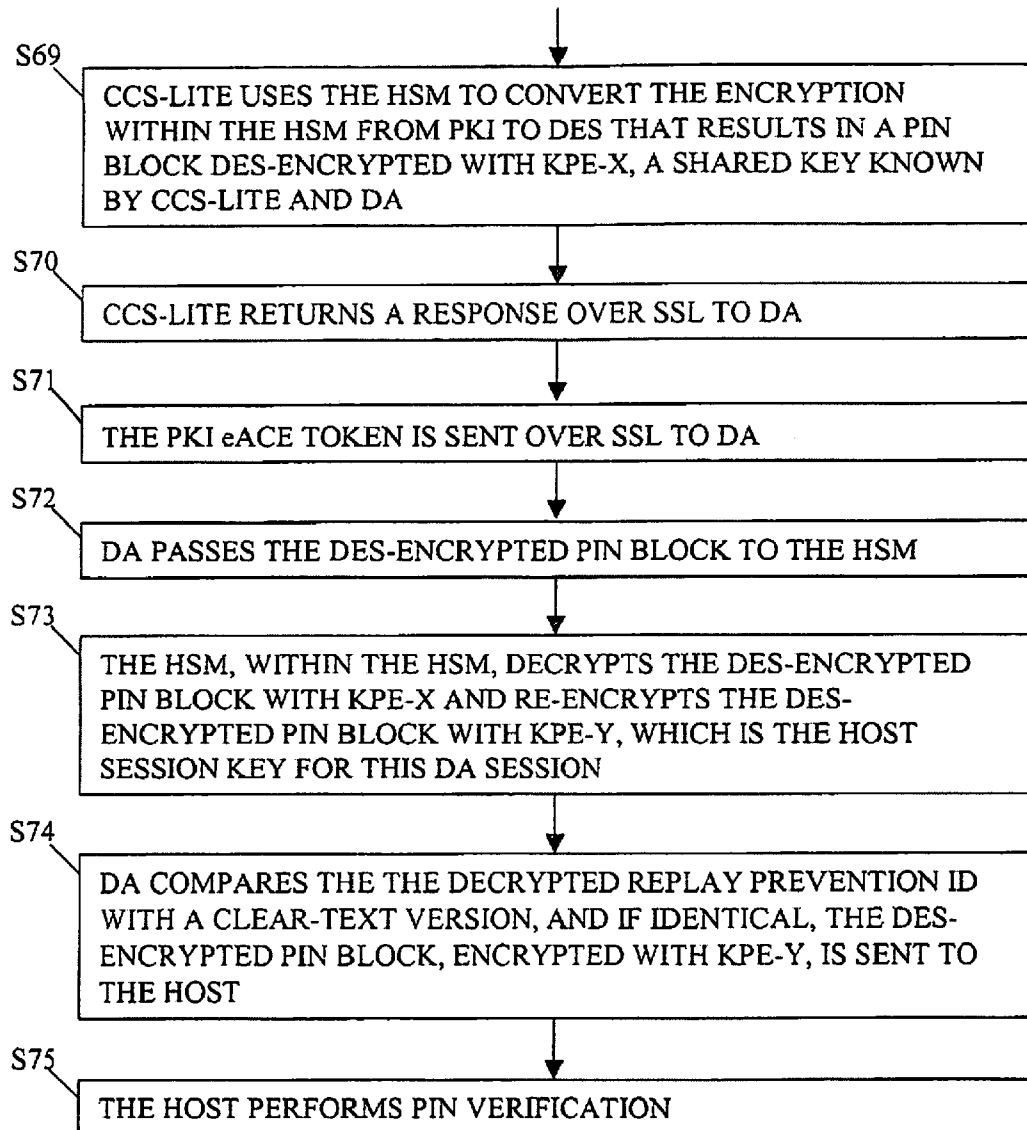 S69
CCS-LITE USES THE HSM TO CONVERT THE ENCRYPTION
WITHIN THE HSM FROM PKI TO DES THAT RESULTS IN A PIN
BLOCK DES-ENCRYPTED WITH KPE-X, A SHARED KEY KNOWN
BY CCS-LITE AND DA
S70
CCS-LITE RETURNS A RESPONSE OVER SSL TO DA
S71
THE PKI eACE TOKEN IS SENT OVER SSL TO DA
S72
DA PASSES THE DES-ENCRYPTED PIN BLOCK TO THE HSM
S73
THE HSM, WITHIN THE HSM, DECRYPTS THE DES-ENCRYPTED
PIN BLOCK WITH KPE-X AND RE-ENCRYPTS THE DES-
ENCRYPTED PIN BLOCK WITH KPE-Y, WHICH IS THE HOST
SESSION KEY FOR THIS DA SESSION
S74
DA COMPARES THE THE DECRYPTED REPLAY PREVENTION ID
WITH A CLEAR-TEXT VERSION, AND IF IDENTICAL, THE DES-
ENCRYPTED PIN BLOCK, ENCRYPTED WITH KPE-Y, IS SENT TO
THE HOST
S75
THE HOST PERFORMS PIN VERIFICATION